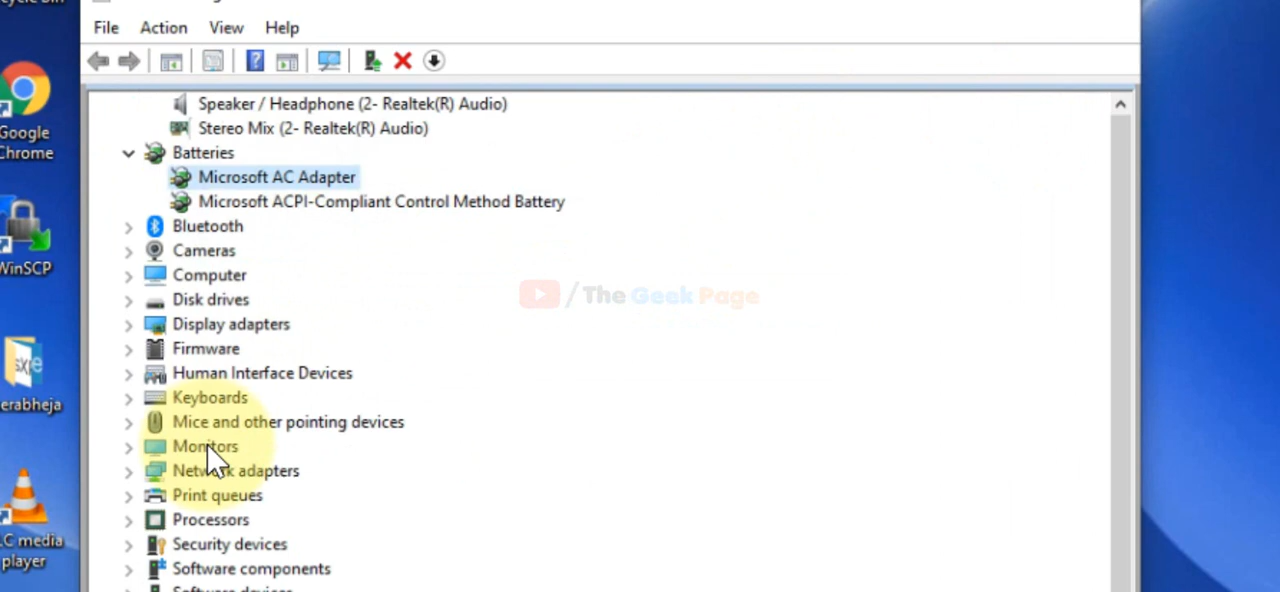 File Action View Help
Speaker / Headphone (2- Realtek(R) Audio)
Stereo Mix (2- Realtek(R) Audio)
Batteries
Microsoft AC Adapter
Microsoft ACPI-Compliant Control Method Battery
Bluetooth
Cameras
Computer
Disk drives
Display adapters
Firmware
Human Interface Devices
Keyboards
Mice and other pointing devices
Monitors
Network adapters
Print queues
Processors
Security devices
Software components
Software devices
/ The Geek Page
Google
Chrome
WinSCP
erabheja
LC media
player